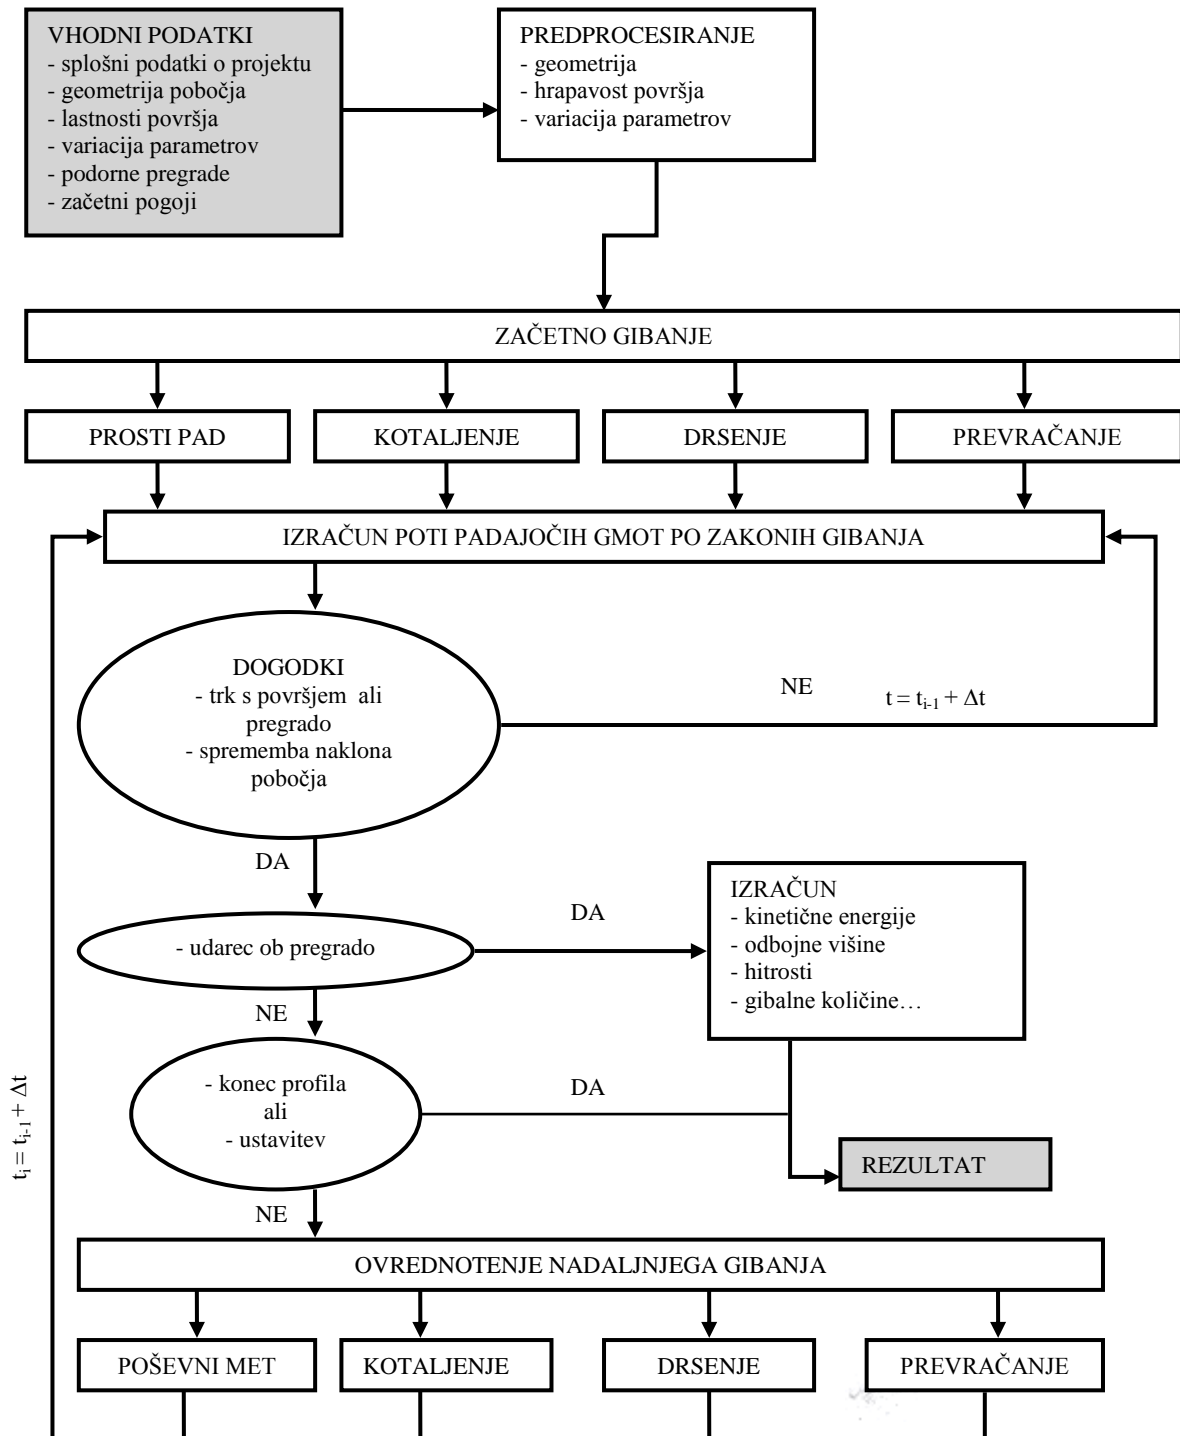 VHODNI PODATKI
- splošni podatki o projektu
- geometrija pobočja
- lastnosti površja
- variacija parametrov
- podorne pregrade
- začetni pogoji
PREDPROCESIRANJE
- geometrija
- hrapavost površja
- variacija parametrov
ZAČETNO GIBANJE
PROSTI PAD
KOTALJENJE
DRSENJE
PREVRAČANJE
IZRAČUN POTI PADAJOČIH GMOT PO ZAKONIH GIBANJA
DOGODKI
- trk s površjem ali
pregrado
- sprememba naklona
pobočja
NE
t = t_{i-1} + Δt
DA
- udarec ob pregrado
DA
IZRAČUN
- kinetične energije
- odbojne višine
- hitrosti
- gibalne količine…
NE
- konec profila
ali
- ustavitev
DA
REZULTAT
t_i = t_{i-1} + Δt
NE
OVREDNOTENJE NADALJNJEGA GIBANJA
POŠEVNI MET
KOTALJENJE
DRSENJE
PREVRAČANJE